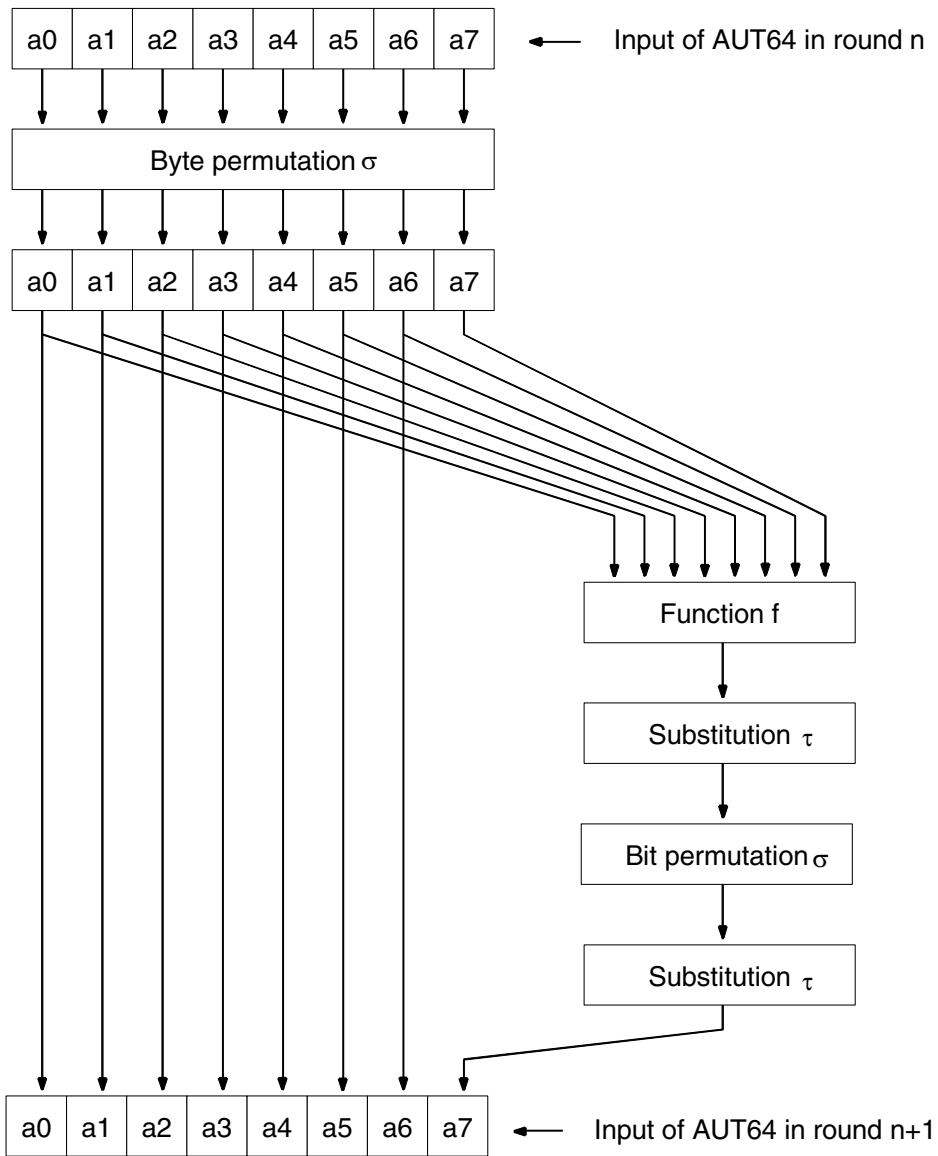 a0 a1 a2 a3 a4 a5 a6 a7 Input of AUT64 in round n
Byte permutation σ
a0 a1 a2 a3 a4 a5 a6 a7
Function f
Substitution τ
Bit permutation σ
Substitution τ
a0 a1 a2 a3 a4 a5 a6 a7 Input of AUT64 in round n+1